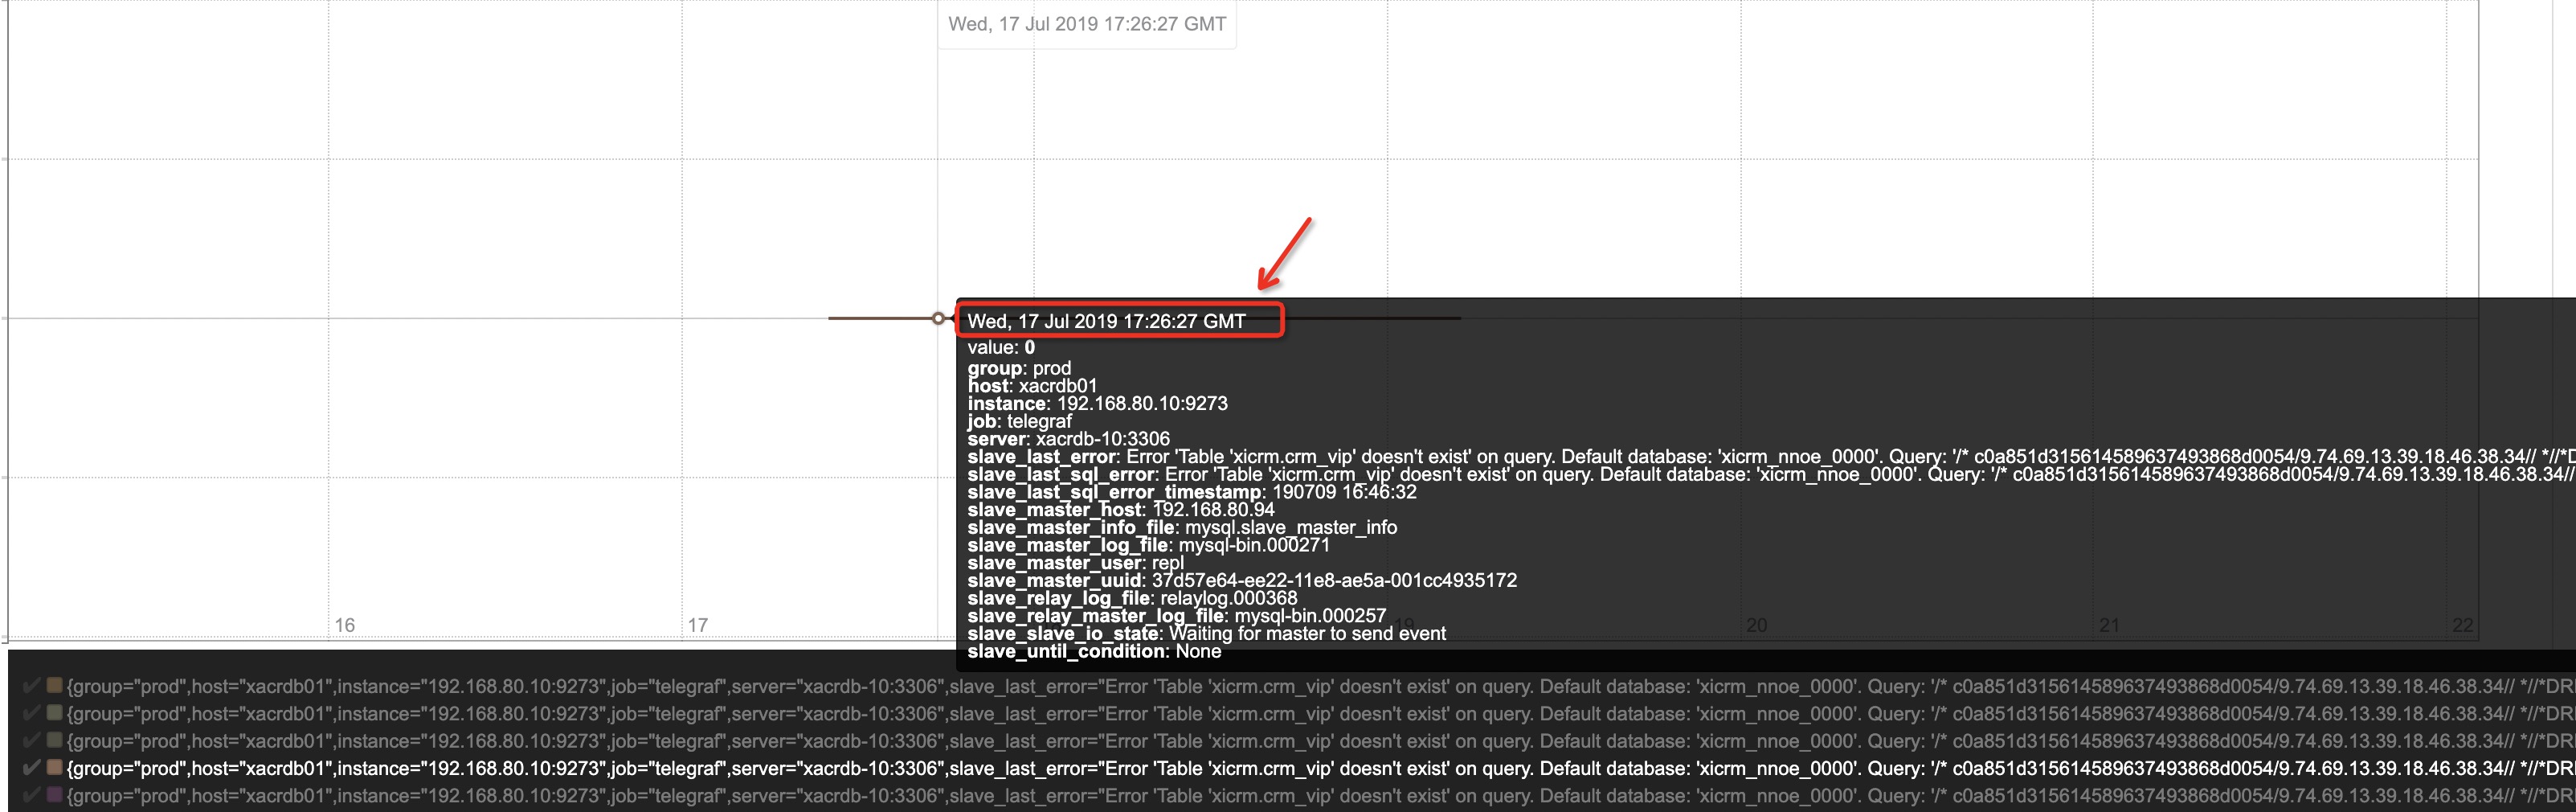 Wed, 17 Jul 2019 17:26:27 GMT
Wed, 17 Jul 2019 17:26:27 GMT
value: 0
group: prod
host: xacrdb01
instance: 192.168.80.10:9273
job: telegraf
server: xacrdb-10:3306
slave_last_error: Error 'Table 'xicrm.crm_vip' doesn't exist' on query. Default database: 'xicrm_nnoe_0000'. Query: '/* c0a851d315614589637493868d0054/9.74.69.13.39.18.46.38.34// *//*D
slave_last_sql_error: Error 'Table 'xicrm.crm_vip' doesn't exist' on query. Default database: 'xicrm_nnoe_0000'. Query: '/* c0a851d315614589637493868d0054/9.74.69.13.39.18.46.38.34//
slave_last_sql_error_timestamp: 190709 16:46:32
slave_master_host: 192.168.80.94
slave_master_info_file: mysql.slave_master_info
slave_master_log_file: mysql-bin.000271
slave_master_user: repl
slave_master_uuid: 37d57e64-ee22-11e8-ae5a-001cc4935172
slave_relay_log_file: relaylog.000368
slave_relay_master_log_file: mysql-bin.000257
slave_slave_io_state: Waiting for master to send event
slave_until_condition: None
16 17 19 20 21 22
{group="prod",host="xacrdb01",instance="192.168.80.10:9273",job="telegraf",server="xacrdb-10:3306",slave_last_error="Error 'Table 'xicrm.crm_vip' doesn't exist' on query. Default database: 'xicrm_nnoe_0000'. Query: '/* c0a851d315614589637493868d0054/9.74.69.13.39.18.46.38.34// *//*DR
{group="prod",host="xacrdb01",instance="192.168.80.10:9273",job="telegraf",server="xacrdb-10:3306",slave_last_error="Error 'Table 'xicrm.crm_vip' doesn't exist' on query. Default database: 'xicrm_nnoe_0000'. Query: '/* c0a851d315614589637493868d0054/9.74.69.13.39.18.46.38.34// *//*DR
{group="prod",host="xacrdb01",instance="192.168.80.10:9273",job="telegraf",server="xacrdb-10:3306",slave_last_error="Error 'Table 'xicrm.crm_vip' doesn't exist' on query. Default database: 'xicrm_nnoe_0000'. Query: '/* c0a851d315614589637493868d0054/9.74.69.13.39.18.46.38.34// *//*DR
{group="prod",host="xacrdb01",instance="192.168.80.10:9273",job="telegraf",server="xacrdb-10:3306",slave_last_error="Error 'Table 'xicrm.crm_vip' doesn't exist' on query. Default database: 'xicrm_nnoe_0000'. Query: '/* c0a851d315614589637493868d0054/9.74.69.13.39.18.46.38.34// *//*DR
{group="prod",host="xacrdb01",instance="192.168.80.10:9273",job="telegraf",server="xacrdb-10:3306",slave_last_error="Error 'Table 'xicrm.crm_vip' doesn't exist' on query. Default database: 'xicrm_nnoe_0000'. Query: '/* c0a851d315614589637493868d0054/9.74.69.13.39.18.46.38.34// *//*DR